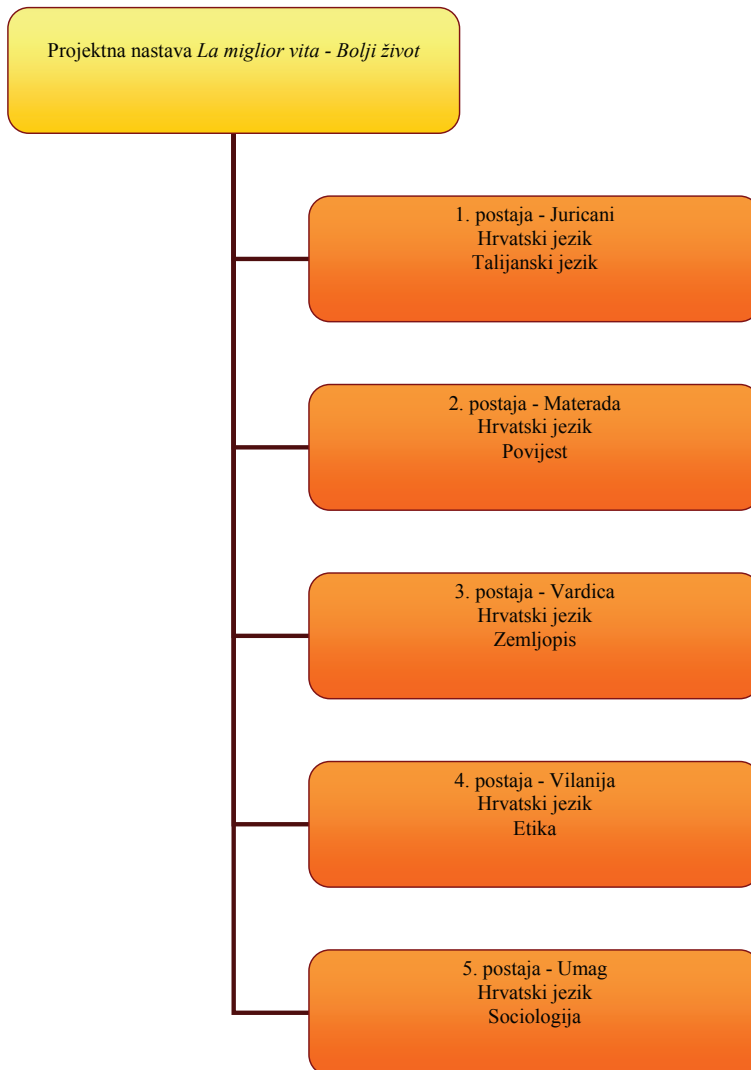 Projektna nastava La miglior vita - Bolji život
1. postaja - Juricani
Hrvatski jezik
Talijanski jezik
2. postaja - Materada
Hrvatski jezik
Povijest
3. postaja - Vardica
Hrvatski jezik
Zemljopis
4. postaja - Vilanija
Hrvatski jezik
Etika
5. postaja - Umag
Hrvatski jezik
Sociologija